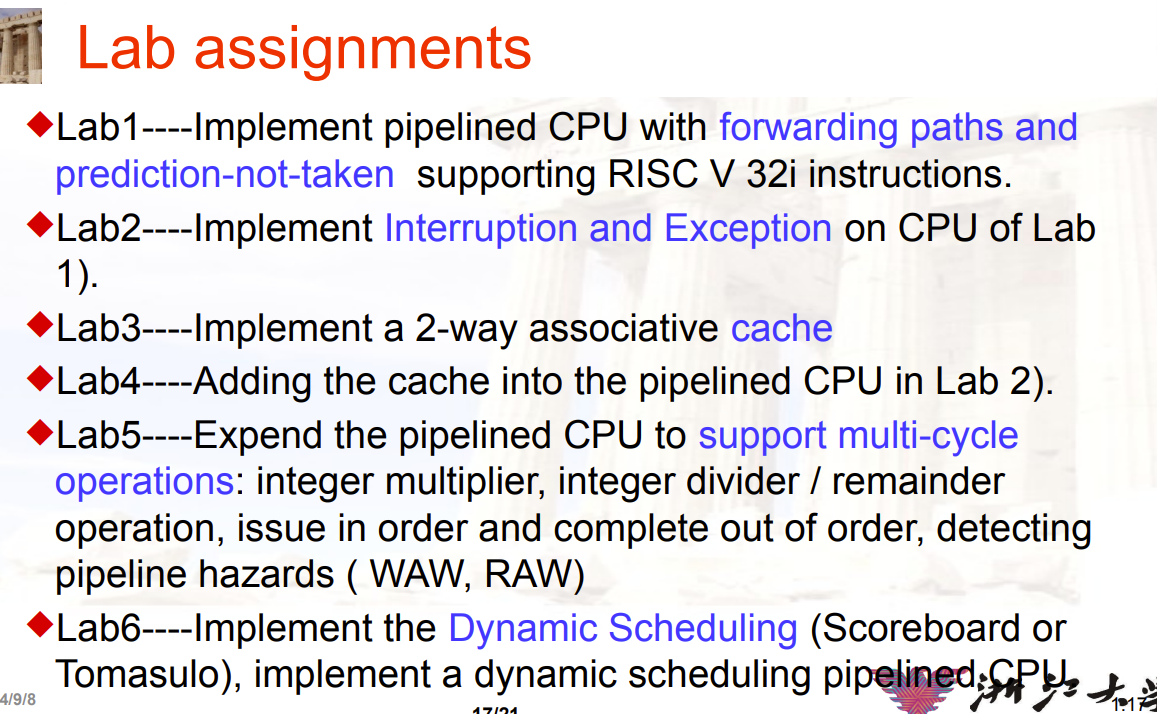 Lab assignments
Lab1----Implement pipelined CPU with forwarding paths and
prediction-not-taken supporting RISC V 32i instructions.
Lab2----Implement Interruption and Exception on CPU of Lab
1).
Lab3----Implement a 2-way associative cache
Lab4----Adding the cache into the pipelined CPU in Lab 2).
Lab5----Expend the pipelined CPU to support multi-cycle
operations: integer multiplier, integer divider / remainder
operation, issue in order and complete out of order, detecting
pipeline hazards ( WAW, RAW)
Lab6----Implement the Dynamic Scheduling (Scoreboard or
Tomasulo), implement a dynamic scheduling pipelined CPU
4/9/8
17/21
浙江大学
1.17